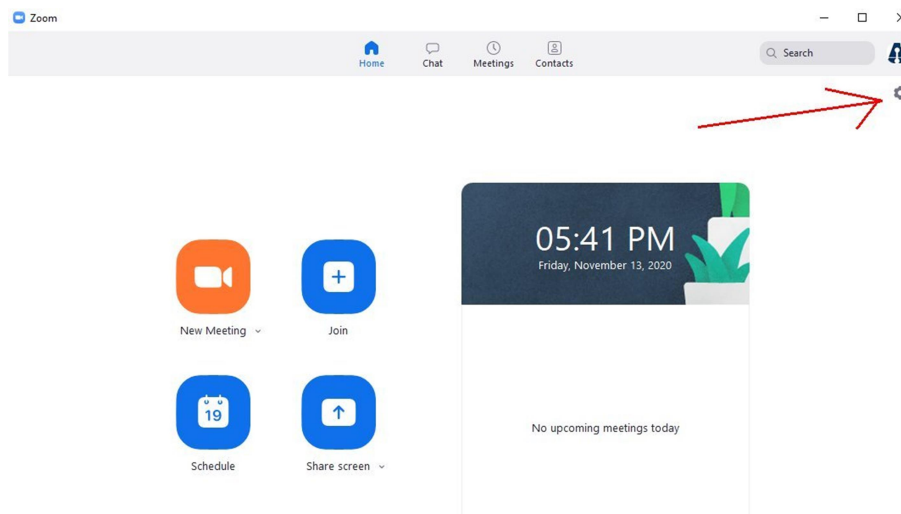 Zoom
Home
Chat
Meetings
Contacts
Search
05:41 PM
Friday, November 13, 2020
New Meeting
Join
19
Schedule
Share screen
No upcoming meetings today